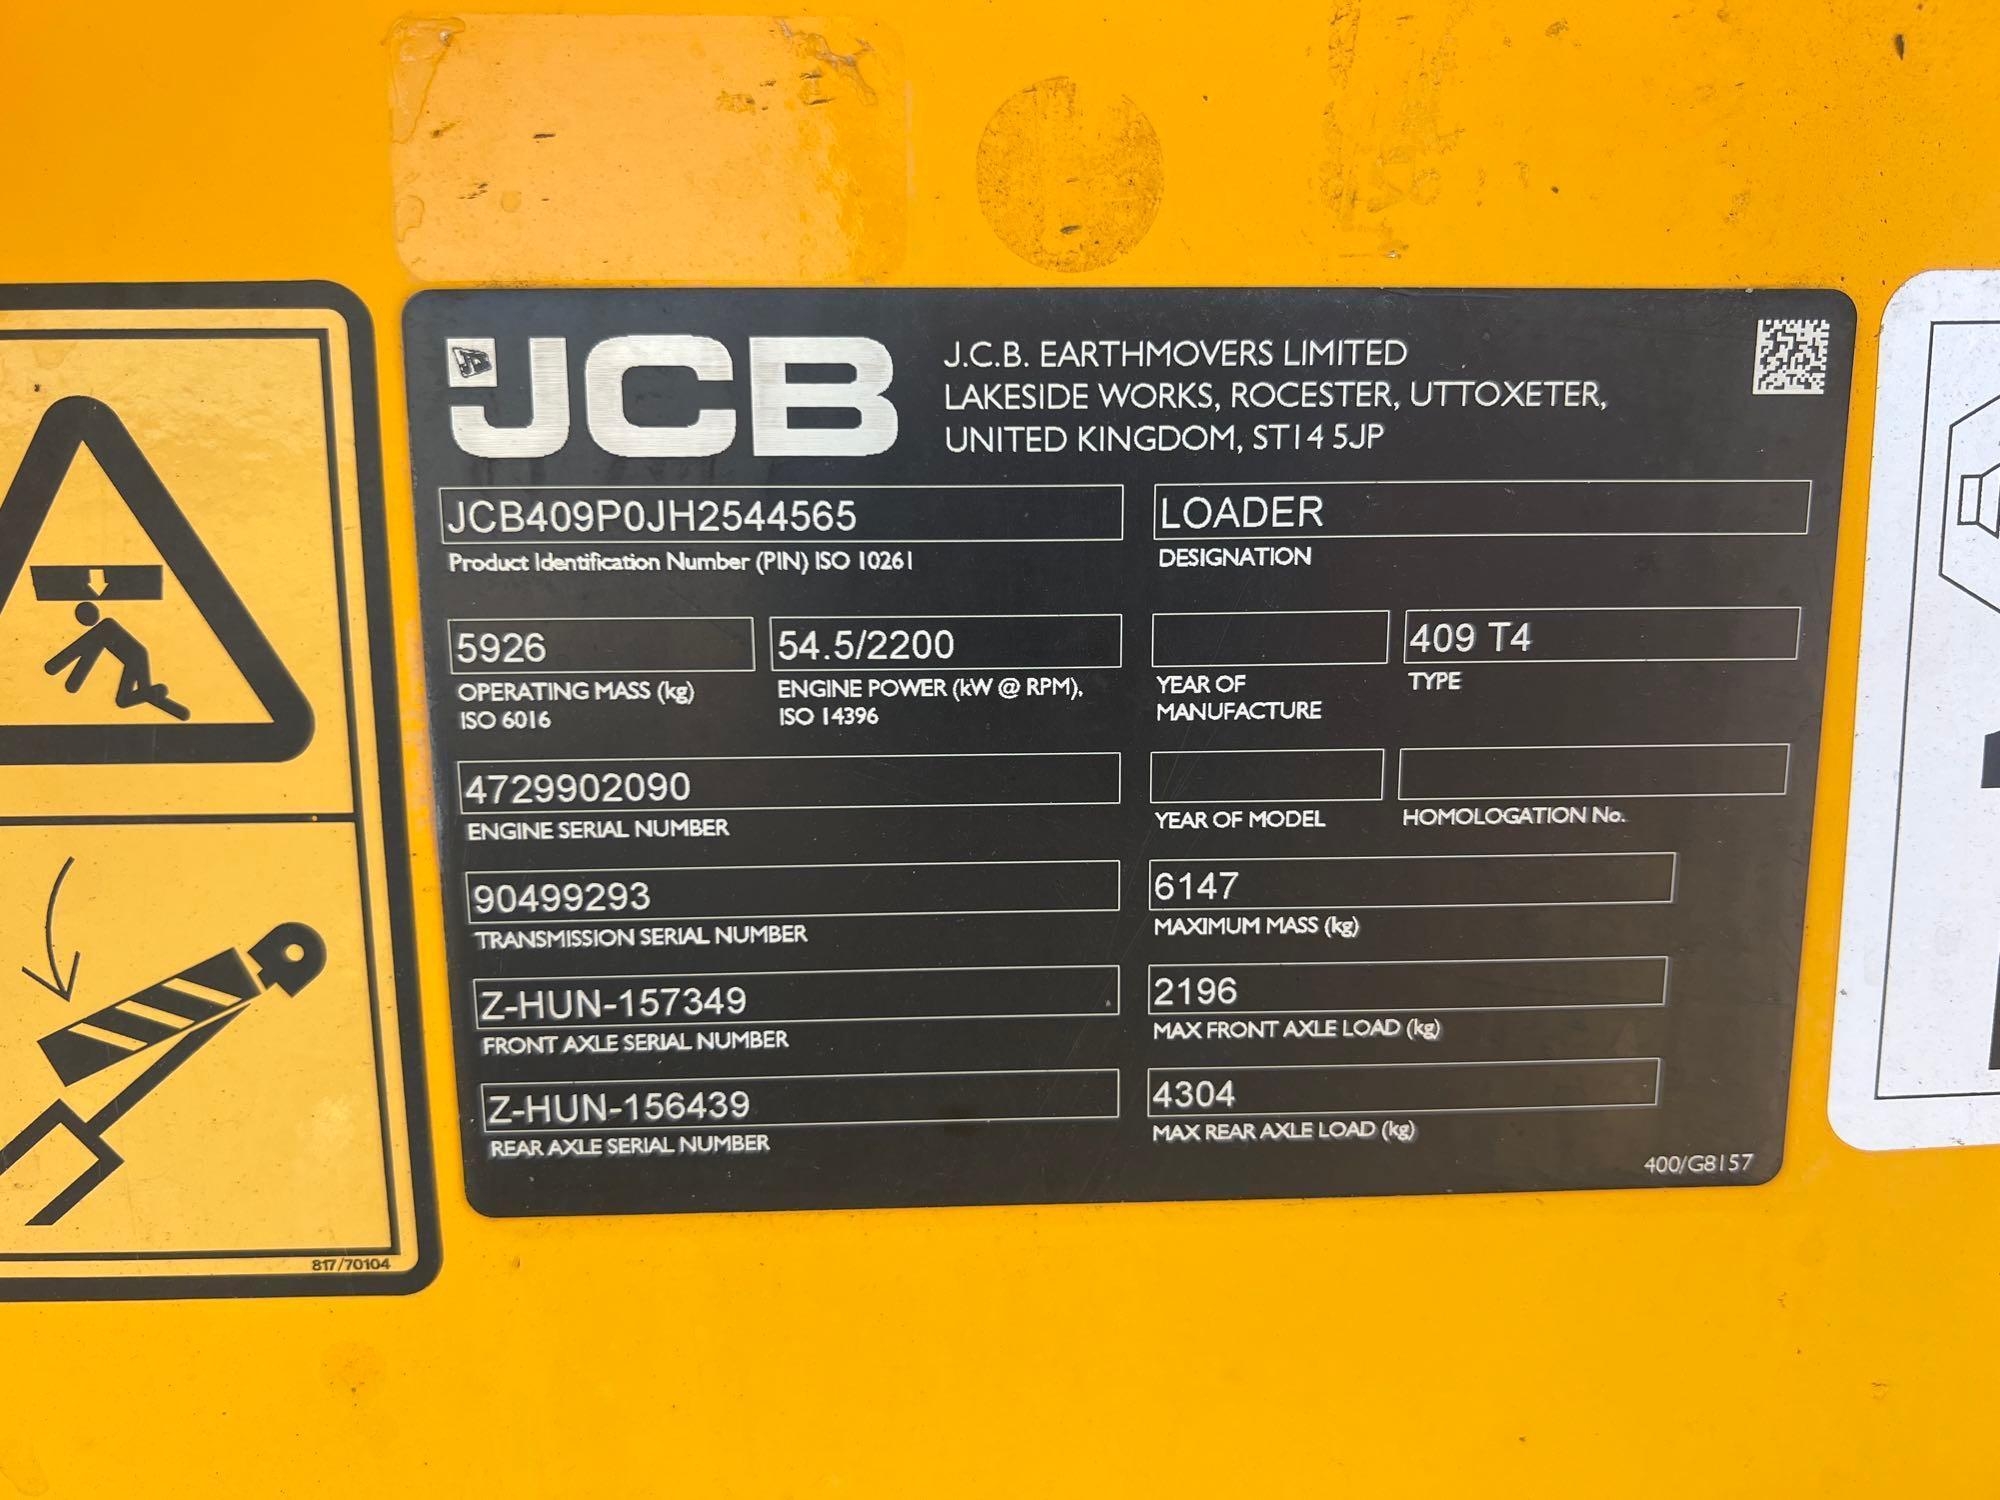 JCB
J.C.B. EARTHMOVERS LIMITED
LAKESIDE WORKS, ROCESTER, UTTOXETER,
UNITED KINGDOM, ST14 5JP
JCB409P0JH2544565
Product Identification Number (PIN) ISO 10261
LOADER
DESIGNATION
5926
OPERATING MASS (kg)
ISO 6016
54.5/2200
ENGINE POWER (kW @ RPM),
ISO 14396
YEAR OF
MANUFACTURE
409 T4
TYPE
4729902090
ENGINE SERIAL NUMBER
YEAR OF MODEL
HOMOLOGATION No.
90499293
TRANSMISSION SERIAL NUMBER
6147
MAXIMUM MASS (kg)
Z-HUN-157349
FRONT AXLE SERIAL NUMBER
2196
MAX FRONT AXLE LOAD (kg)
Z-HUN-156439
REAR AXLE SERIAL NUMBER
4304
MAX REAR AXLE LOAD (kg)
400/G8157
817/70104